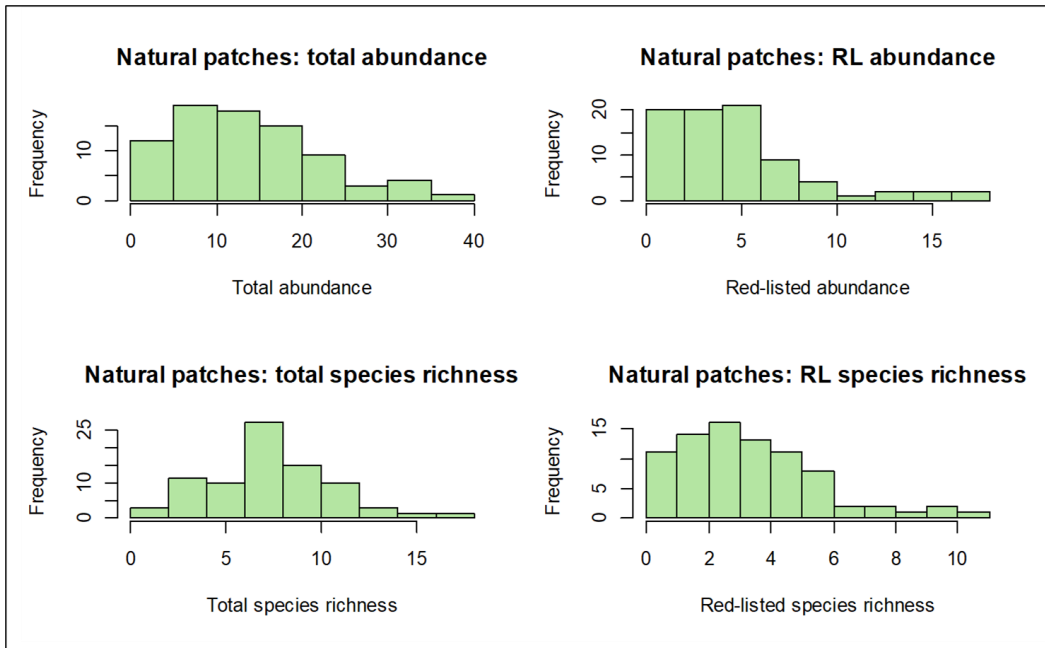 Natural patches: total abundance
Frequency
0 10
0 10 20 30 40
Total abundance
Natural patches: RL abundance
Frequency
0 10 20
0 5 10 15
Red-listed abundance
Natural patches: total species richness
Frequency
0 10 25
0 5 10 15
Total species richness
Natural patches: RL species richness
Frequency
0 5 15
0 2 4 6 8 10
Red-listed species richness